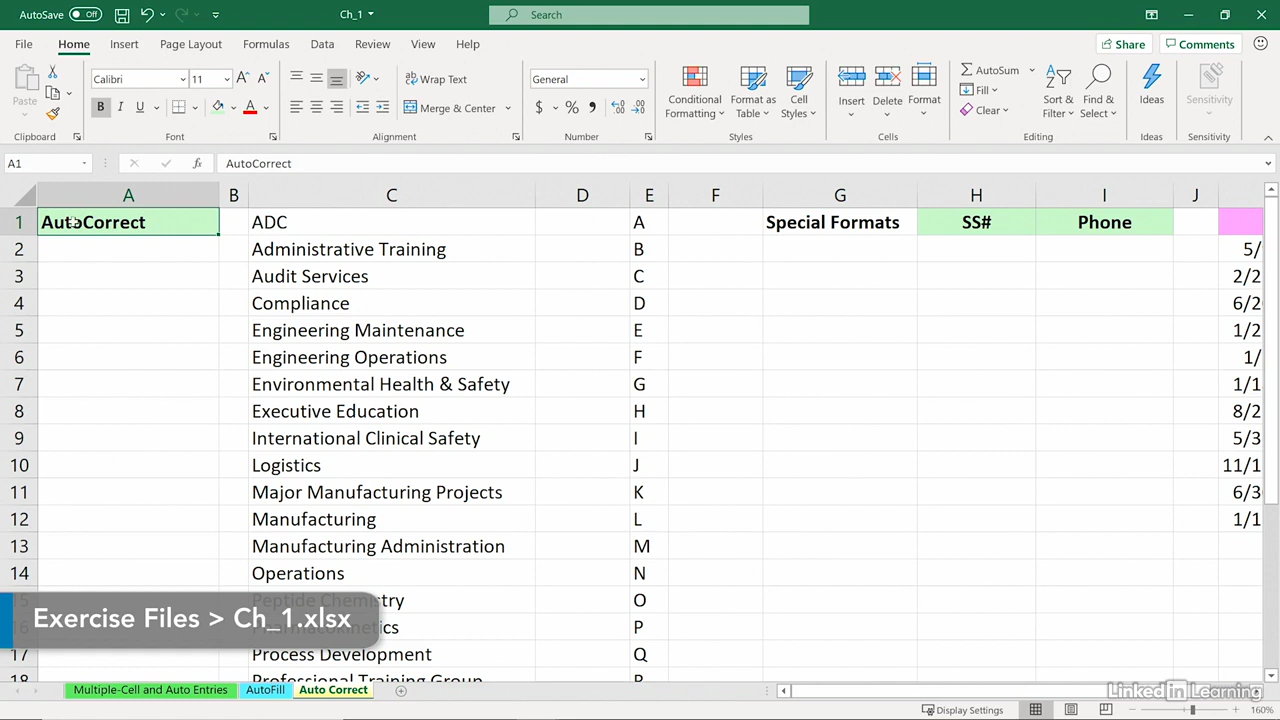 AutoSave Off Ch_1 Search
File Home Insert Page Layout Formulas Data Review View Help Share Comments
Paste Calibri 11 Wrap Text General AutoSum
B I U Merge & Center $ % Fill
Conditional Formatting Format as Table Cell Styles Insert Delete Format Clear Sort & Filter Find & Select Ideas Sensitivity
Clipboard Font Alignment Number Styles Cells Editing Ideas Sensitivity
A1 fx AutoCorrect
A B C D E F G H I J
1 AutoCorrect ADC A Special Formats SS# Phone
2 Administrative Training B 5/
3 Audit Services C 2/2
4 Compliance D 6/2
5 Engineering Maintenance E 1/2
6 Engineering Operations F 1/
7 Environmental Health & Safety G 1/1
8 Executive Education H 8/2
9 International Clinical Safety I 5/3
10 Logistics J 11/1
11 Major Manufacturing Projects K 6/3
12 Manufacturing L 1/1
13 Manufacturing Administration M
14 Operations N
15 Peptide Chemistry O
Exercise Files > Ch_1.xlsx
16 Pharmacokinetics P
17 Process Development Q
18 Professional Training Group R
Multiple-Cell and Auto Entries AutoFill Auto Correct
LinkedIn Learning
Display Settings 160%